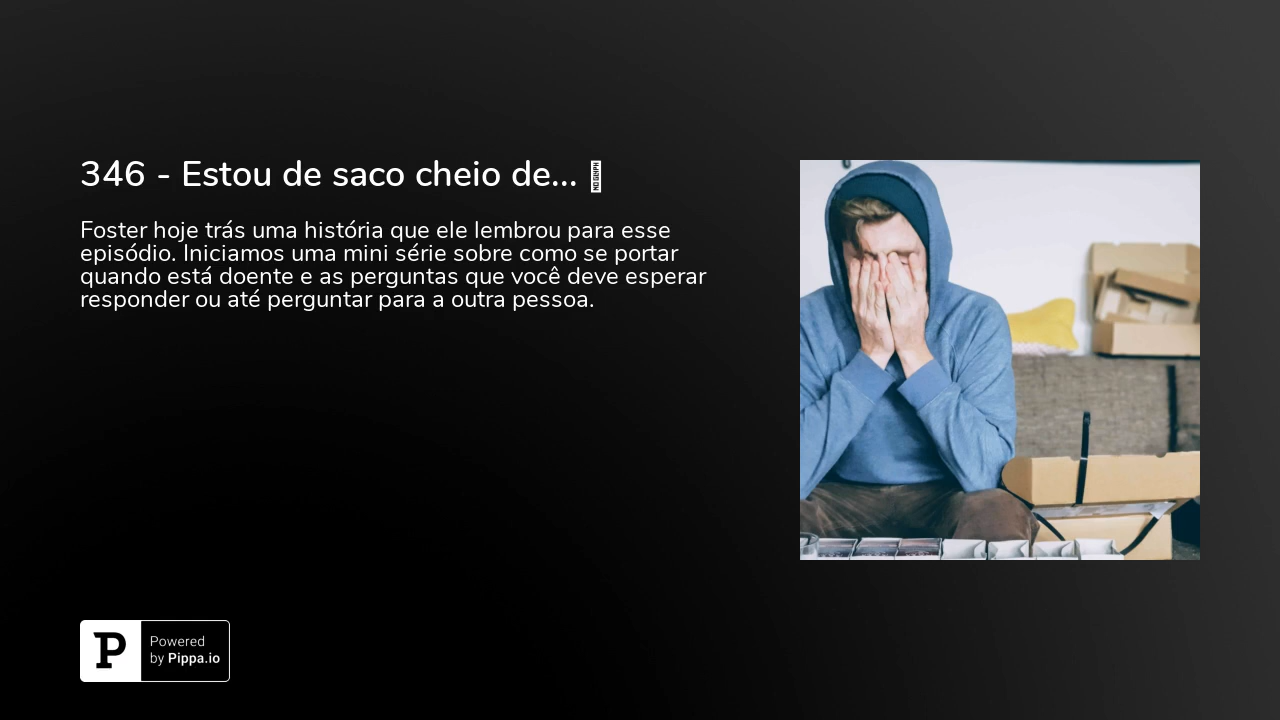 346 - Estou de saco cheio de...
Foster hoje trás uma história que ele lembrou para esse
episódio. Iniciamos uma mini série sobre como se portar
quando está doente e as perguntas que você deve esperar
responder ou até perguntar para a outra pessoa.
P
Powered
by Pippa.io